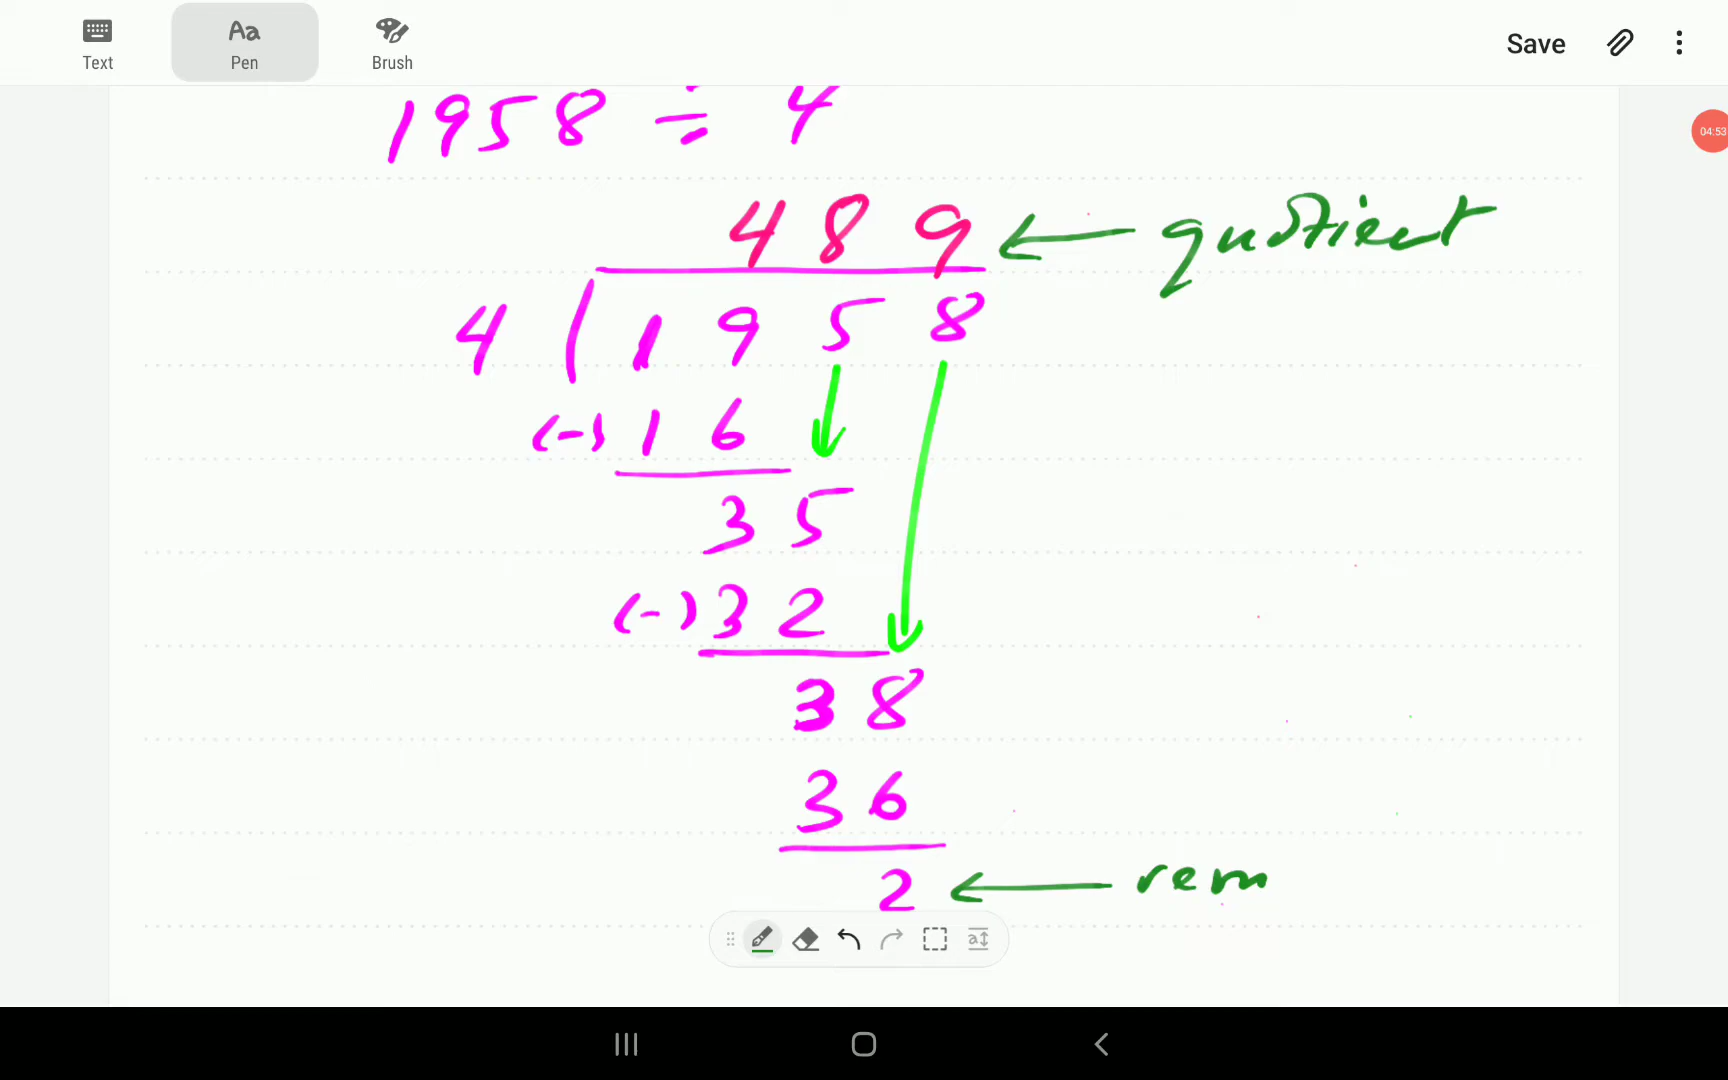 Text
Pen
Brush
Save
04:53
1958 ÷ 4
489 ← quotient
4 1958
(-) 16
35
(-) 32
38
36
2 ← rem